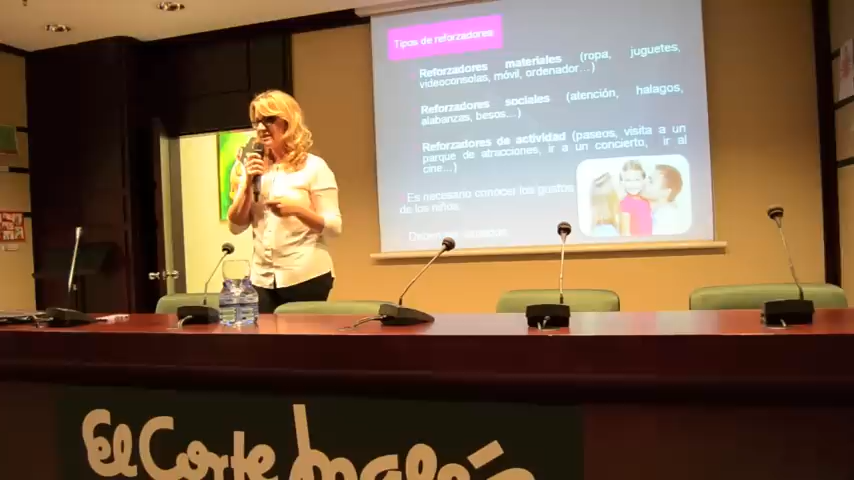 Tipos de reforzadores
Reforzadores materiales (ropa, juguetes,
videoconsolas, móvil, ordenador…)
Reforzadores sociales (atención, halagos,
alabanzas, besos…)
Reforzadores de actividad (paseos, visita a un
parque de atracciones, ir a un concierto, ir al
cine…)
Es necesario conocer los gustos
de los niños.
El Corte Inglés